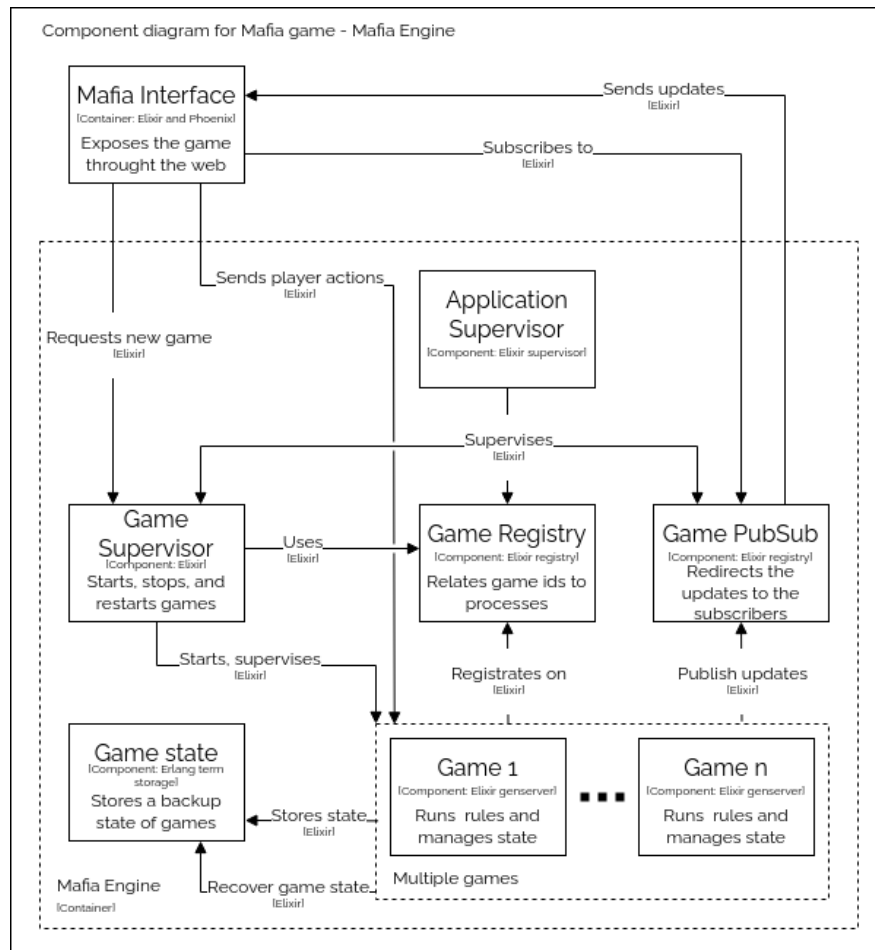 Component diagram for Mafia game - Mafia Engine
Mafia Interface
[Container: Elixir and Phoenix]
Exposes the game
throught the web
Sends updates
[Elixir]
Subscribes to
[Elixir]
Sends player actions
[Elixir]
Requests new game
[Elixir]
Application
Supervisor
[Component: Elixir supervisor]
Supervises
[Elixir]
Game
Supervisor
[Component: Elixir]
Starts, stops, and
restarts games
Uses
[Elixir]
Game Registry
[Component: Elixir registry]
Relates game ids to
processes
Game PubSub
[Component: Elixir registry]
Redirects the
updates to the
subscribers
Starts, supervises
[Elixir]
Registrates on
[Elixir]
Publish updates
[Elixir]
Game state
[Component: Erlang term
storage]
Stores a backup
state of games
Stores state
[Elixir]
Recover game state
[Elixir]
Game 1
[Component: Elixir genserver]
Runs rules and
manages state
Game n
[Component: Elixir genserver]
Runs rules and
manages state
Multiple games
Mafia Engine
[Container]